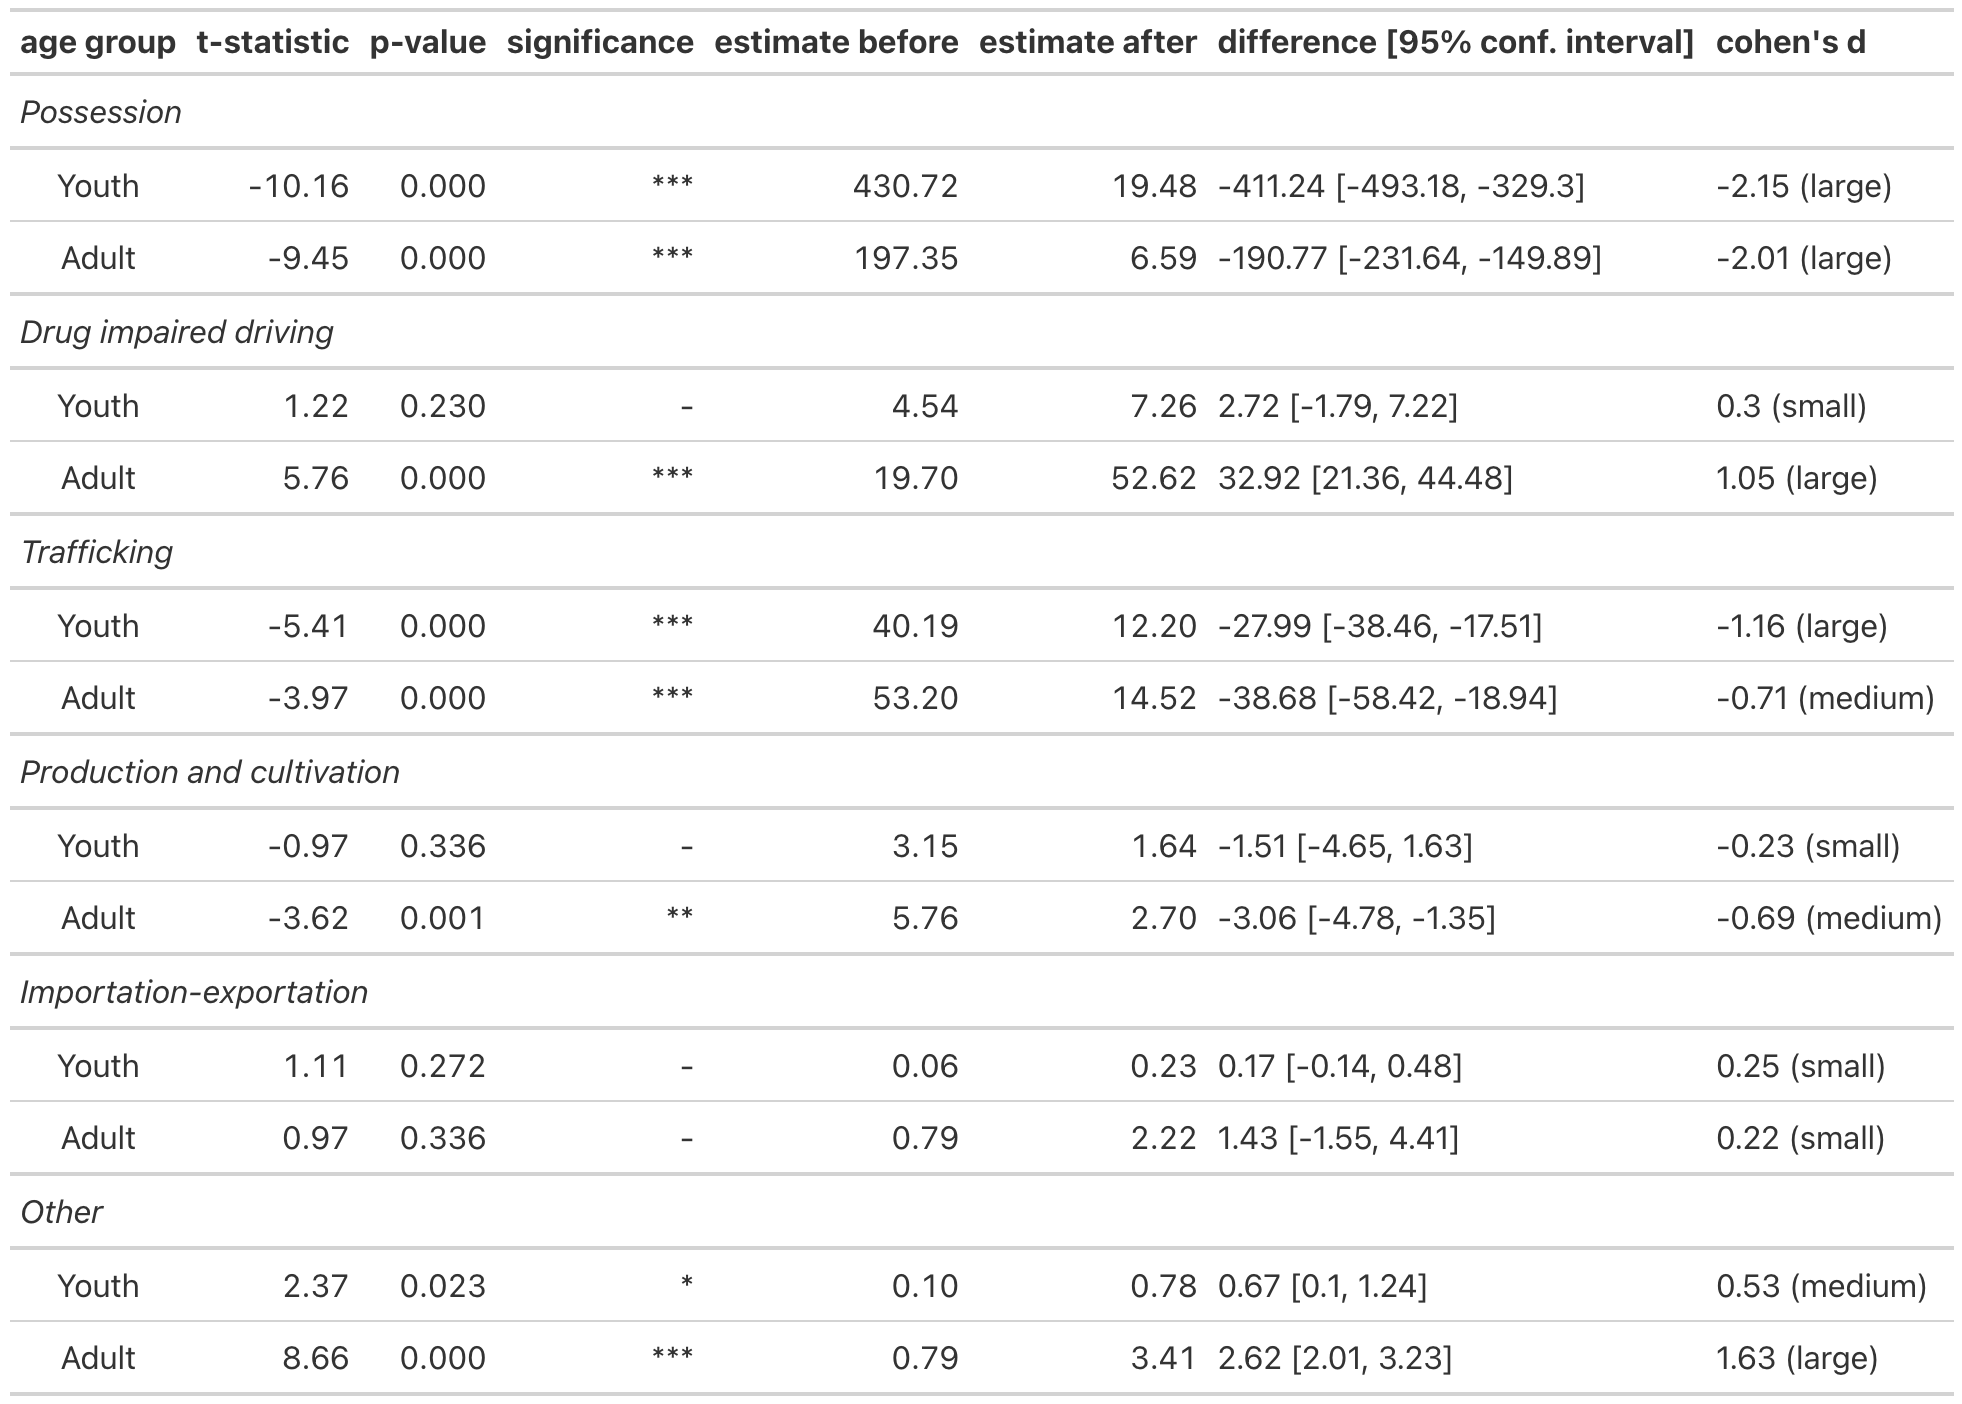 age group t-statistic p-value significance estimate before estimate after difference [95% conf. interval] cohen's d
Possession
Youth -10.16 0.000 *** 430.72 19.48 -411.24 [-493.18, -329.3] -2.15 (large)
Adult -9.45 0.000 *** 197.35 6.59 -190.77 [-231.64, -149.89] -2.01 (large)
Drug impaired driving
Youth 1.22 0.230 - 4.54 7.26 2.72 [-1.79, 7.22] 0.3 (small)
Adult 5.76 0.000 *** 19.70 52.62 32.92 [21.36, 44.48] 1.05 (large)
Trafficking
Youth -5.41 0.000 *** 40.19 12.20 -27.99 [-38.46, -17.51] -1.16 (large)
Adult -3.97 0.000 *** 53.20 14.52 -38.68 [-58.42, -18.94] -0.71 (medium)
Production and cultivation
Youth -0.97 0.336 - 3.15 1.64 -1.51 [-4.65, 1.63] -0.23 (small)
Adult -3.62 0.001 ** 5.76 2.70 -3.06 [-4.78, -1.35] -0.69 (medium)
Importation-exportation
Youth 1.11 0.272 - 0.06 0.23 0.17 [-0.14, 0.48] 0.25 (small)
Adult 0.97 0.336 - 0.79 2.22 1.43 [-1.55, 4.41] 0.22 (small)
Other
Youth 2.37 0.023 * 0.10 0.78 0.67 [0.1, 1.24] 0.53 (medium)
Adult 8.66 0.000 *** 0.79 3.41 2.62 [2.01, 3.23] 1.63 (large)